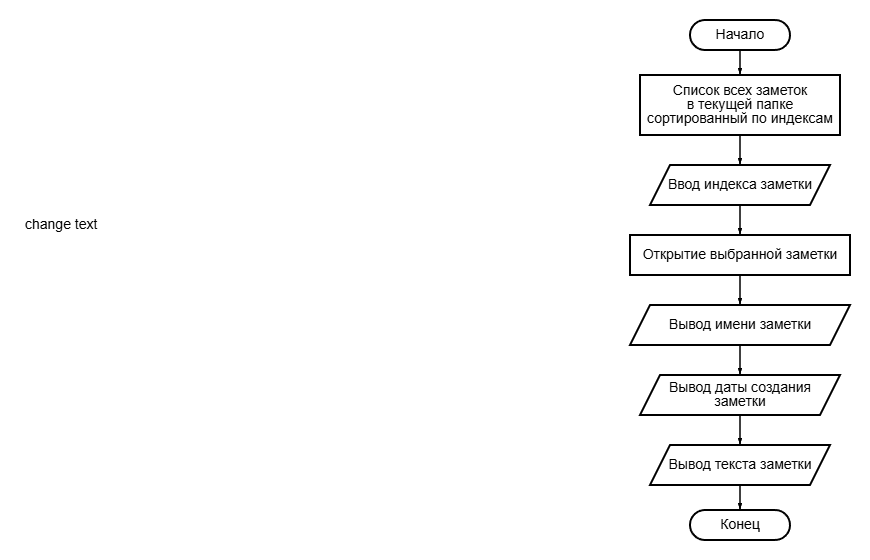 Начало
Список всех заметок
в текущей папке
сортированный по индексам
Ввод индекса заметки
change text
Открытие выбранной заметки
Вывод имени заметки
Вывод даты создания
заметки
Вывод текста заметки
Конец